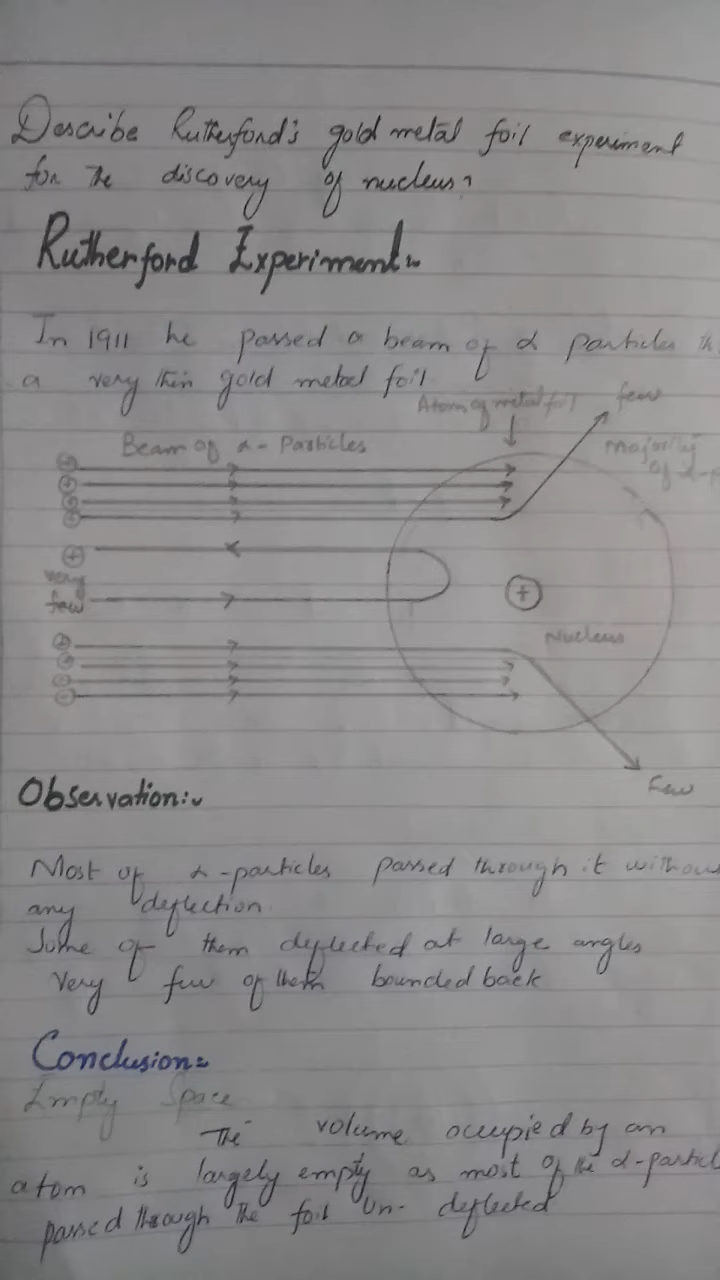 Describe Rutherford's gold metal foil experiment
for the discovery of nucleus?
Rutherford Experiment:-
In 1911 he passed a beam of α particles
a very thin gold metal foil
Atom of metal foil
few
Beam of α- Particles
Majority
of α-p
very
few
+
Nucleus
Few
Observation:-
Most of α-particles passed through it withou
any deflection.
Some of them deflected at large angles
Very few of them bounded back
Conclusion:-
Empty Space
The volume occupied by an
atom is largely empty as most of the α-particl
passed through the foil un- deflected